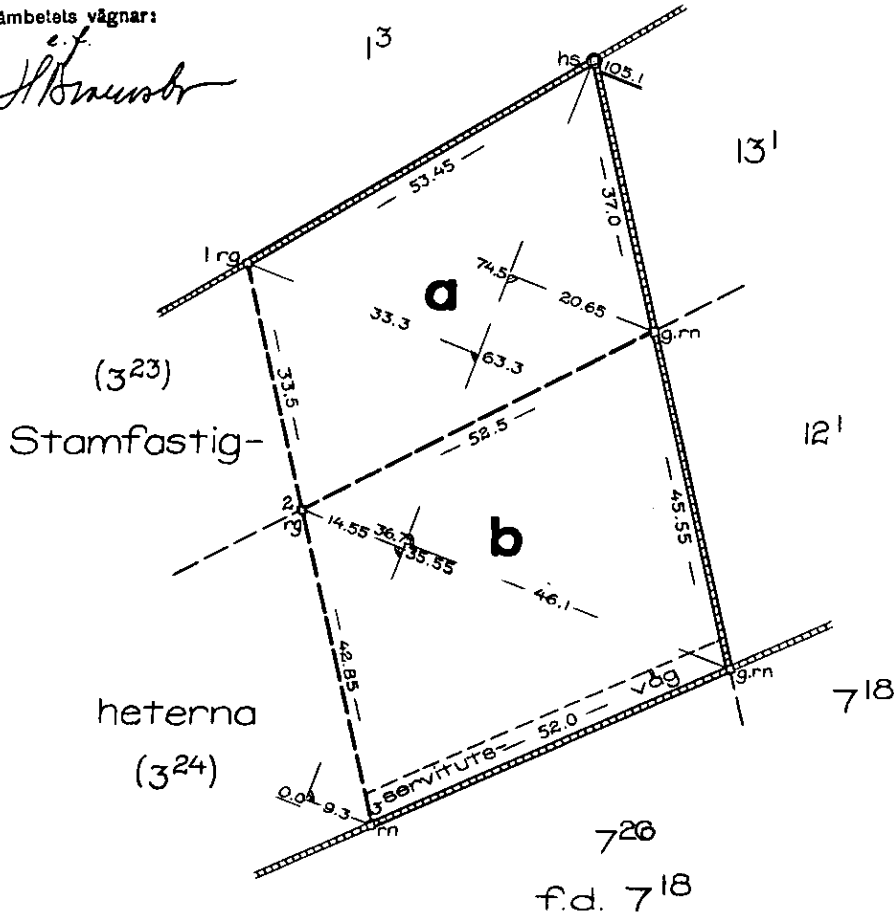 ämbetets vägnar:
e.f.
1³
hs
105.1
13¹
53.45
37.0
1 rg
a
74.5
20.65
33.3
63.3
g.rn
(3²³)
33.5
Stamfastig-
52.5
12¹
2
rg
14.55
36.7
35.55
b
45.55
46.1
42.85
väg
g.rn
heterna
7¹⁸
(3²⁴)
servituts
52.0
0.0
9.3
3
rn
7²⁶
f.d. 7¹⁸